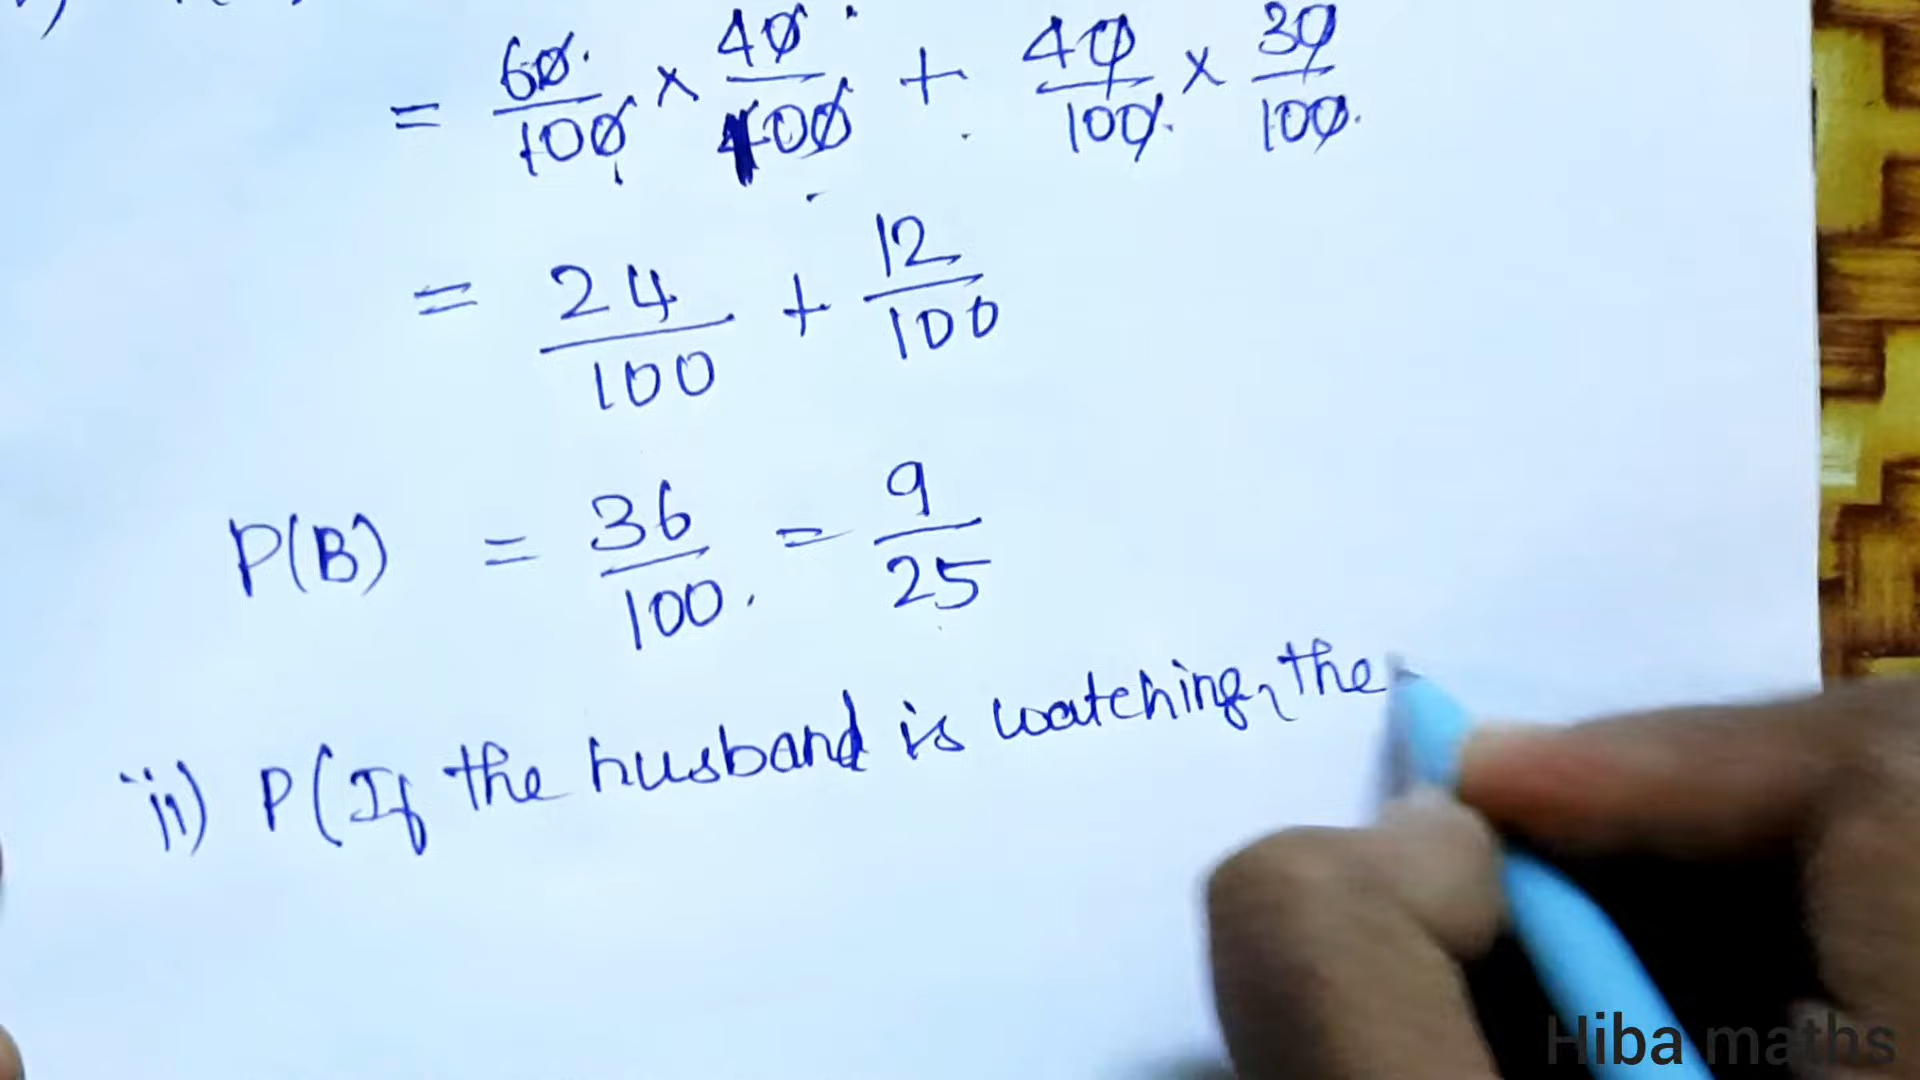 = 60/100 × 40/100 + 40/100 × 30/100
= 24/100 + 12/100
P(B) = 36/100 = 9/25
ii) P(If the husband is watching, the
Hiba maths